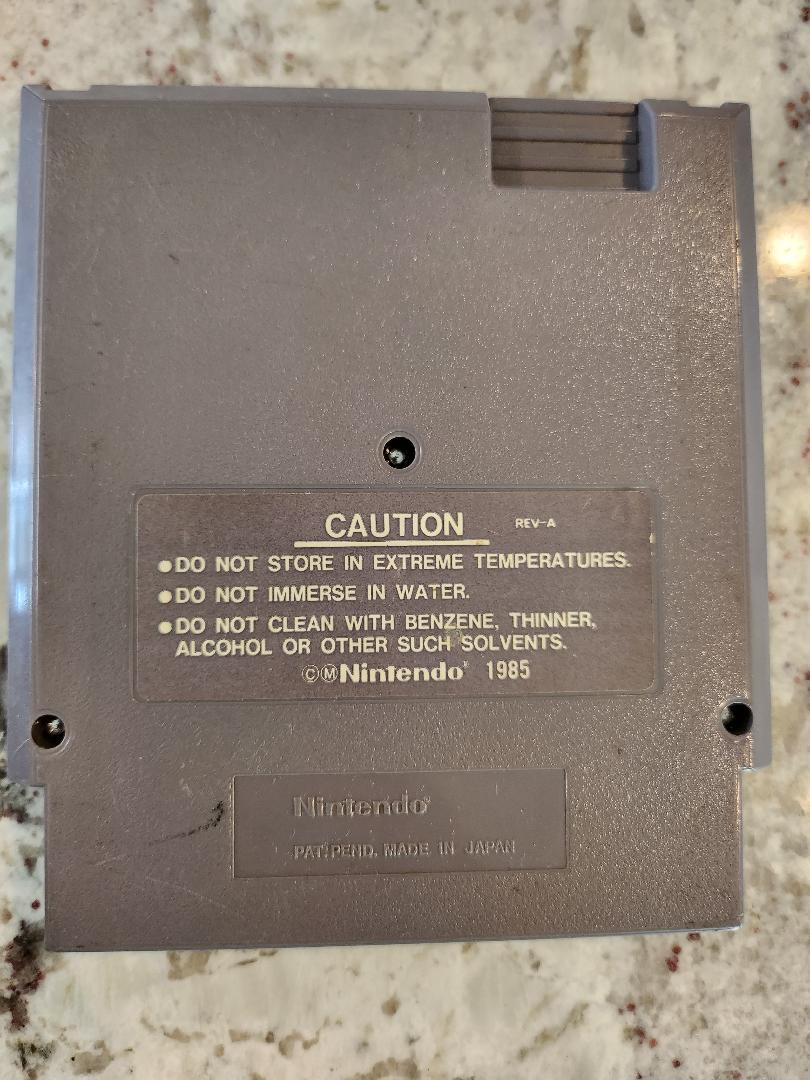 CAUTION REV-A
●DO NOT STORE IN EXTREME TEMPERATURES.
●DO NOT IMMERSE IN WATER.
●DO NOT CLEAN WITH BENZENE, THINNER,
ALCOHOL OR OTHER SUCH SOLVENTS.
©ⓂNintendo® 1985
Nintendo®
PAT. PEND. MADE IN JAPAN